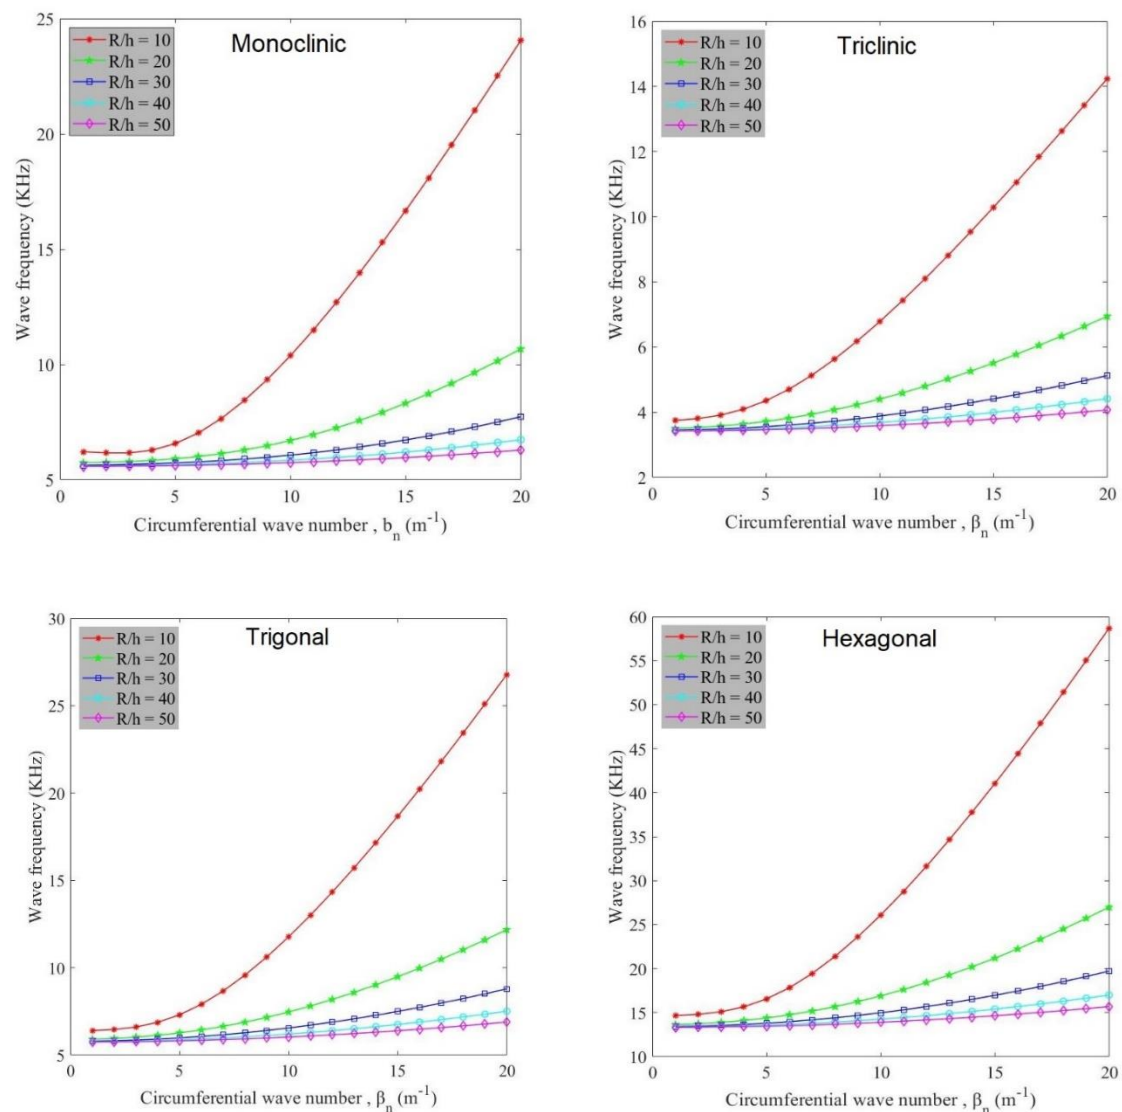 Monoclinic
R/h = 10
R/h = 20
R/h = 30
R/h = 40
R/h = 50
25
20
15
10
5
0 5 10 15 20
Wave frequency (KHz)
Circumferential wave number , b_n (m^-1)
Triclinic
R/h = 10
R/h = 20
R/h = 30
R/h = 40
R/h = 50
16
14
12
10
8
6
4
2
0 5 10 15 20
Wave frequency (KHz)
Circumferential wave number , β_n (m^-1)
Trigonal
R/h = 10
R/h = 20
R/h = 30
R/h = 40
R/h = 50
30
25
20
15
10
5
0 5 10 15 20
Wave frequency (KHz)
Circumferential wave number , β_n (m^-1)
Hexagonal
R/h = 10
R/h = 20
R/h = 30
R/h = 40
R/h = 50
60
55
50
45
40
35
30
25
20
15
10
0 5 10 15 20
Wave frequency (KHz)
Circumferential wave number , β_n (m^-1)